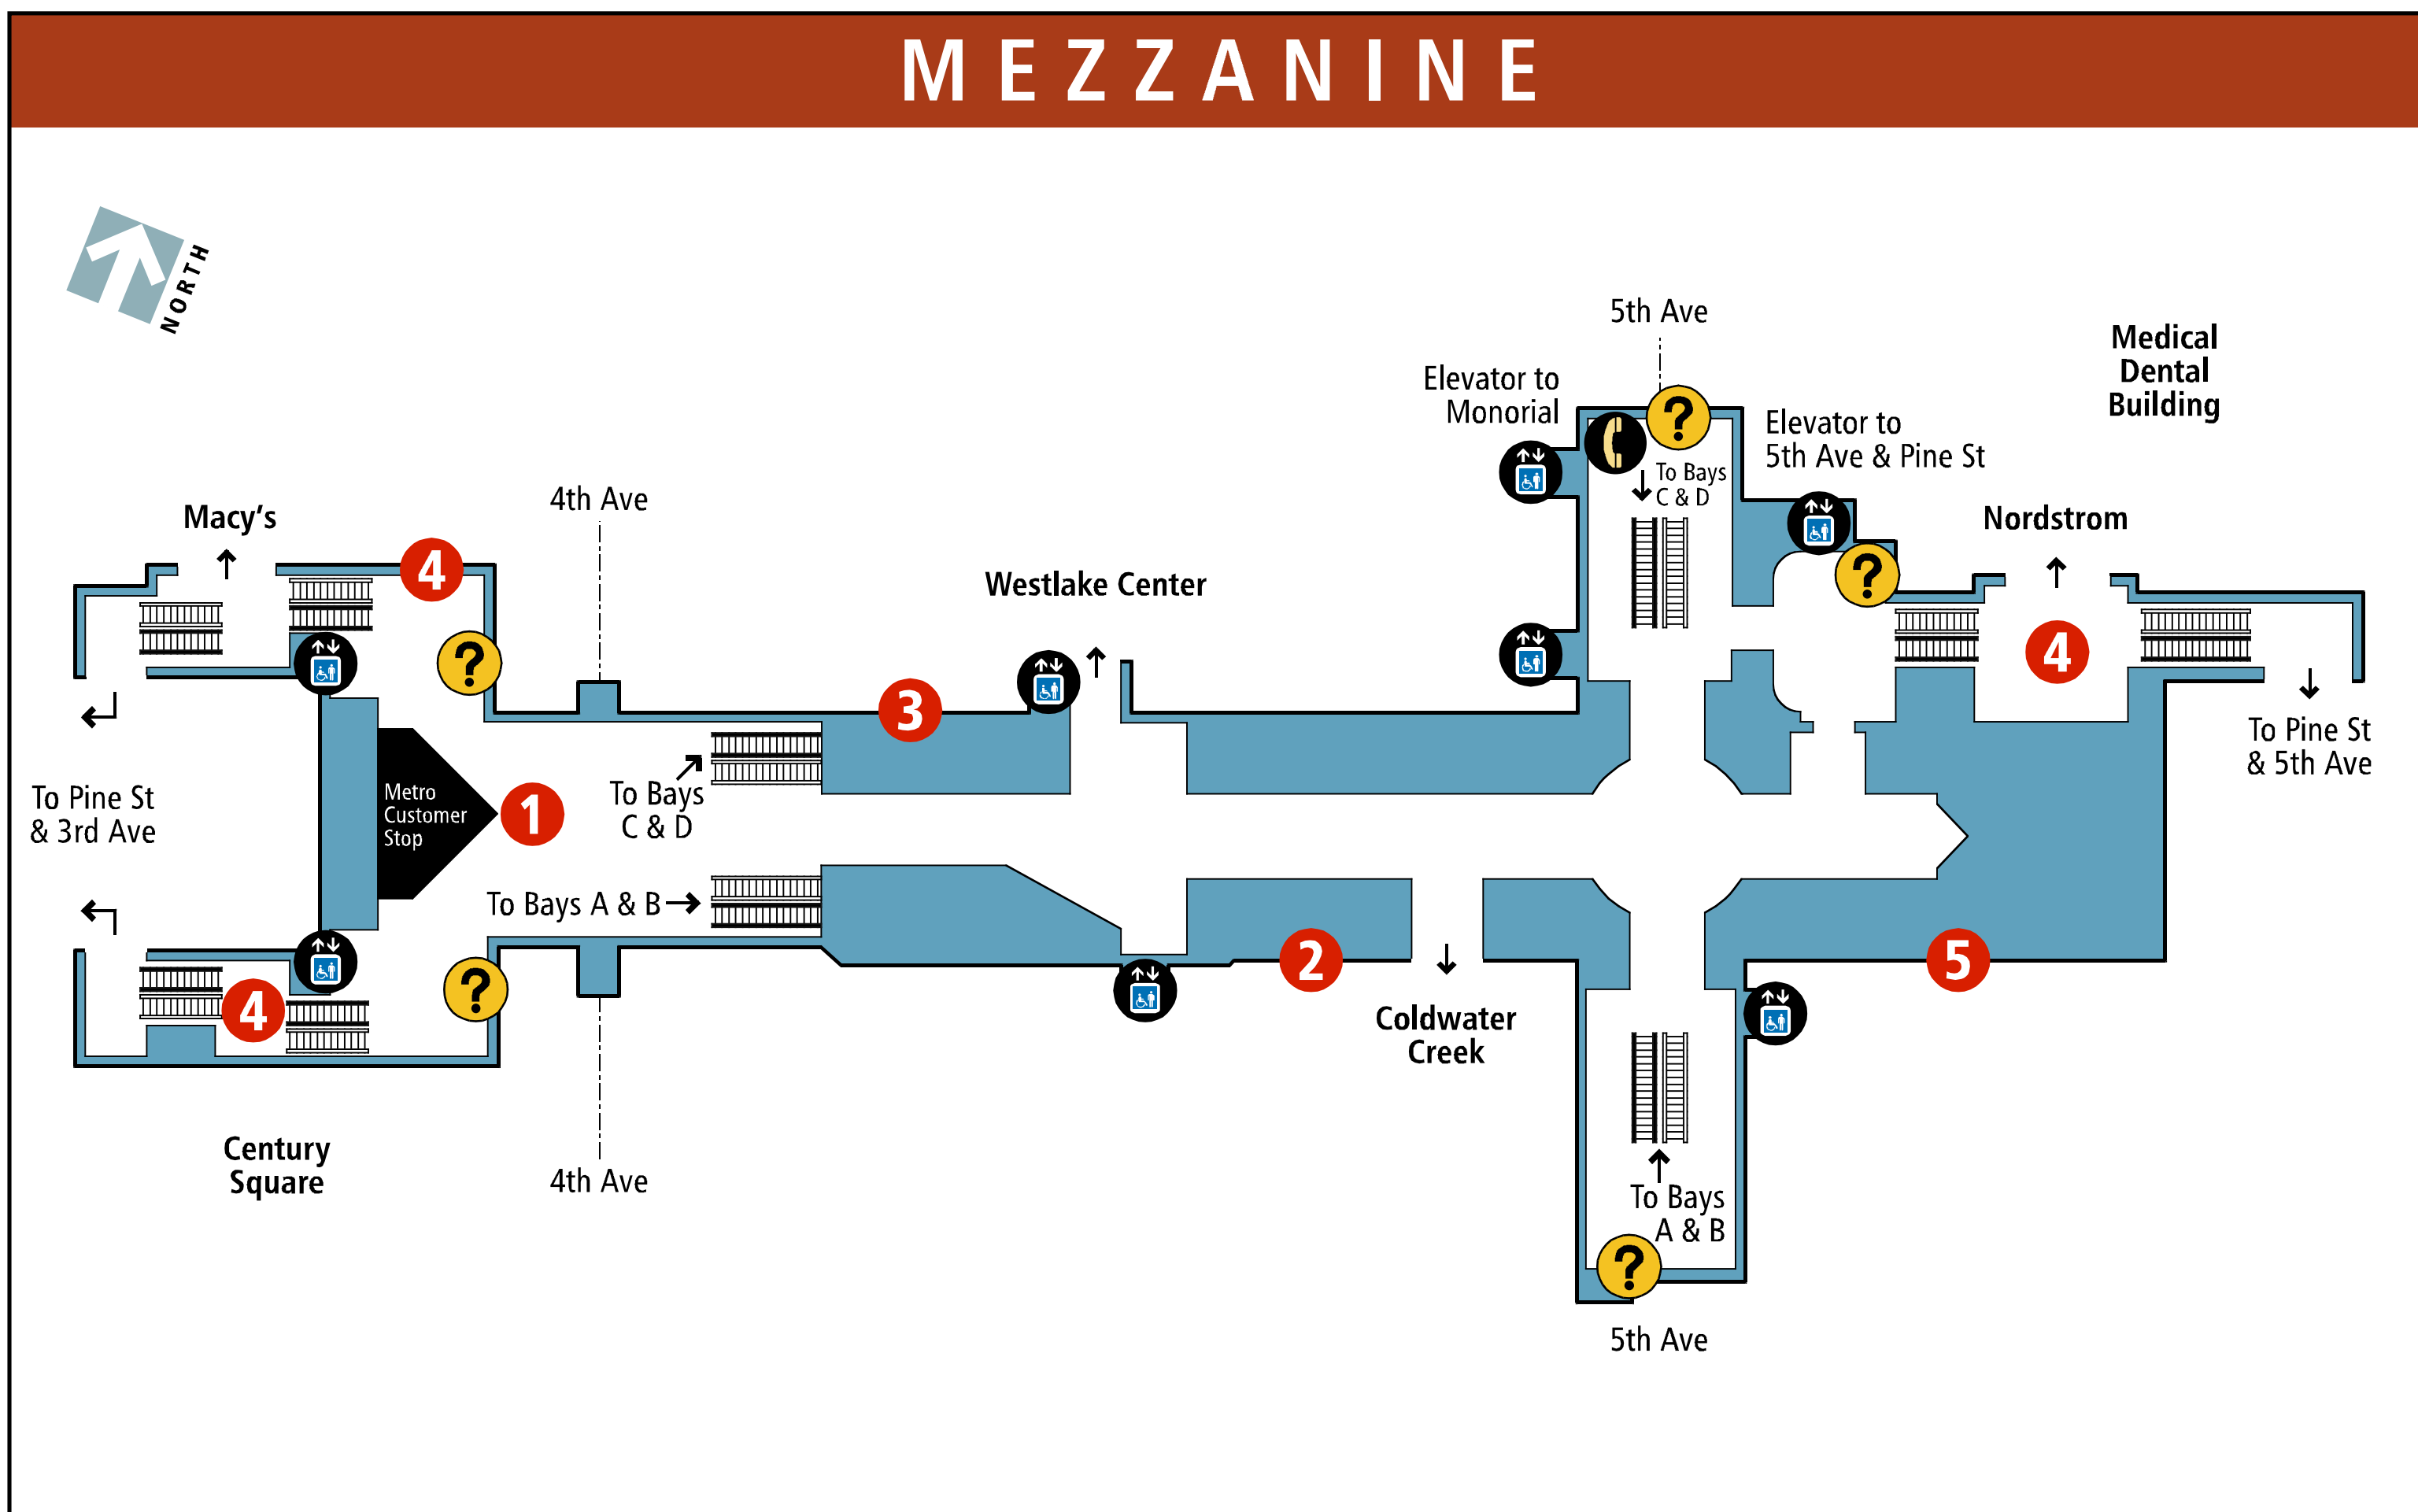 MEZZANINE
NORTH
5th Ave
Medical
Dental
Building
Elevator to
Monorial
Elevator to
5th Ave & Pine St
?
To Bays
C & D
4th Ave
Macy's
Nordstrom
4
?
Westlake Center
?
4
3
To Pine St
& 5th Ave
To Pine St
& 3rd Ave
Metro
Customer
Stop
1
To Bays
C & D
To Bays A & B
2
5
?
4
Coldwater
Creek
Century
Square
4th Ave
To Bays
A & B
?
5th Ave